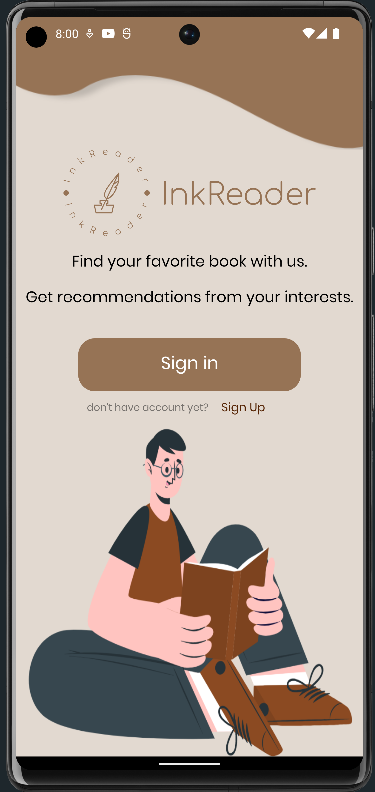 8:00
InkReader
InkReader
InkReader
Find your favorite book with us.
Get recommendations from your interests.
Sign in
don't have account yet? Sign Up